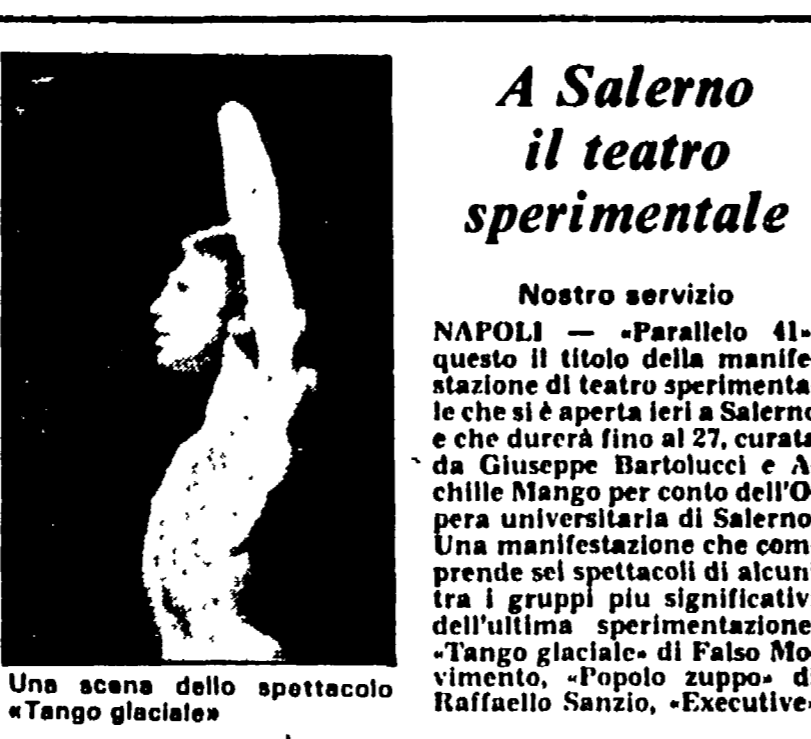 A Salerno
il teatro
sperimentale
Nostro servizio
NAPOLI — «Parallelo 41»
questo il titolo della manife
stazione di teatro sperimenta
le che si è aperta ieri a Salerno
e che durerà fino al 27, curata
da Giuseppe Bartolucci e A
chille Mango per conto dell'O
pera universitaria di Salerno
Una manifestazione che com
prende sei spettacoli di alcuni
tra i gruppi piu significativ
dell'ultima sperimentazione
«Tango glaciale» di Falso Mo
vimento, «Popolo zuppo» d
Raffaello Sanzio, «Executive»
Una scena dello spettacolo
«Tango glaciale»